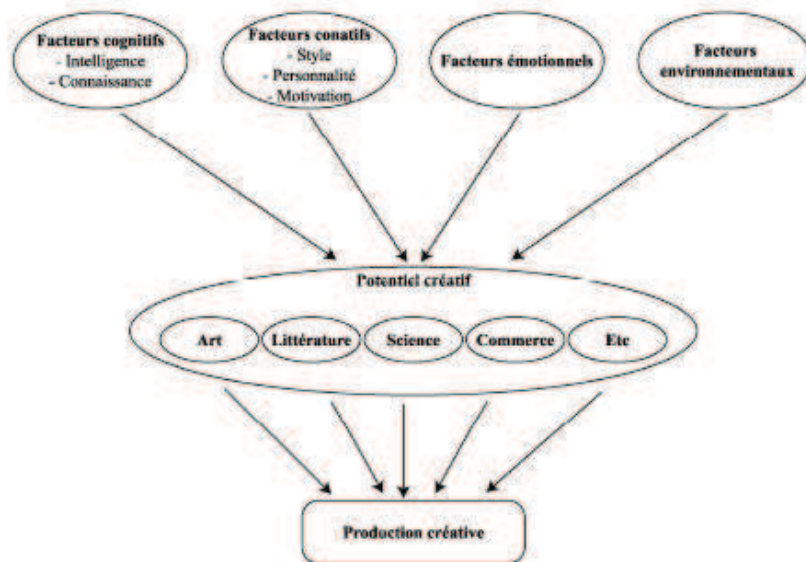 Facteurs cognitifs
- Intelligence
- Connaissance
Facteurs conatifs
- Style
- Personnalité
- Motivation
Facteurs émotionnels
Facteurs
environnementaux
Potentiel créatif
Art
Littérature
Science
Commerce
Etc
Production créative